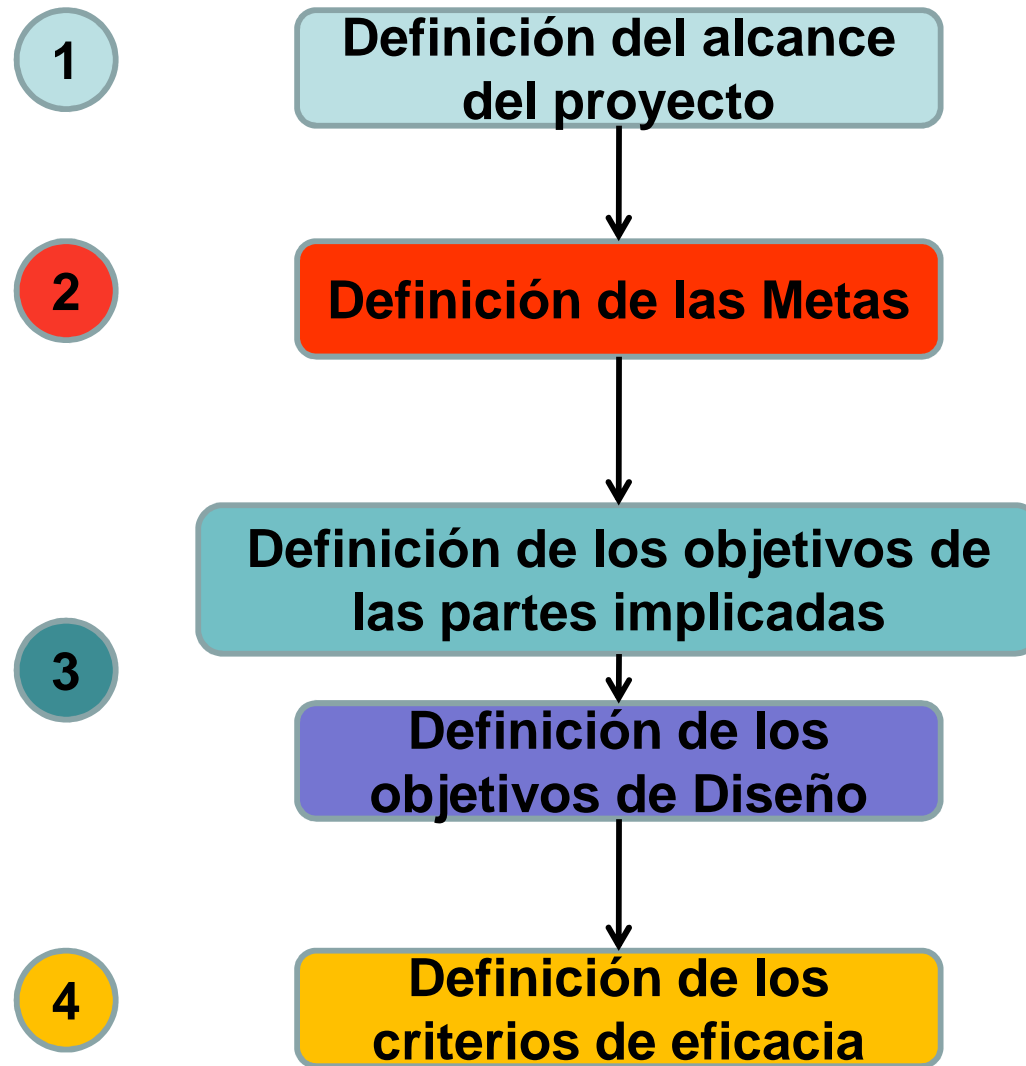 1
Definición del alcance
del proyecto
2
Definición de las Metas
Definición de los objetivos de
las partes implicadas
3
Definición de los
objetivos de Diseño
4
Definición de los
criterios de eficacia